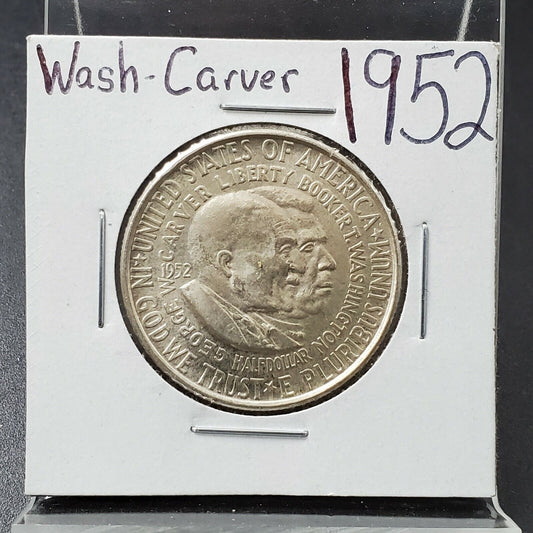 Wash-Carver 1952
UNITED STATES OF AMERICA
IN GOD WE TRUST ★ E. PLURIBUS UNUM
GEORGE W. CARVER LIBERTY BOOKER T. WASHINGTON
1952
HALF DOLLAR